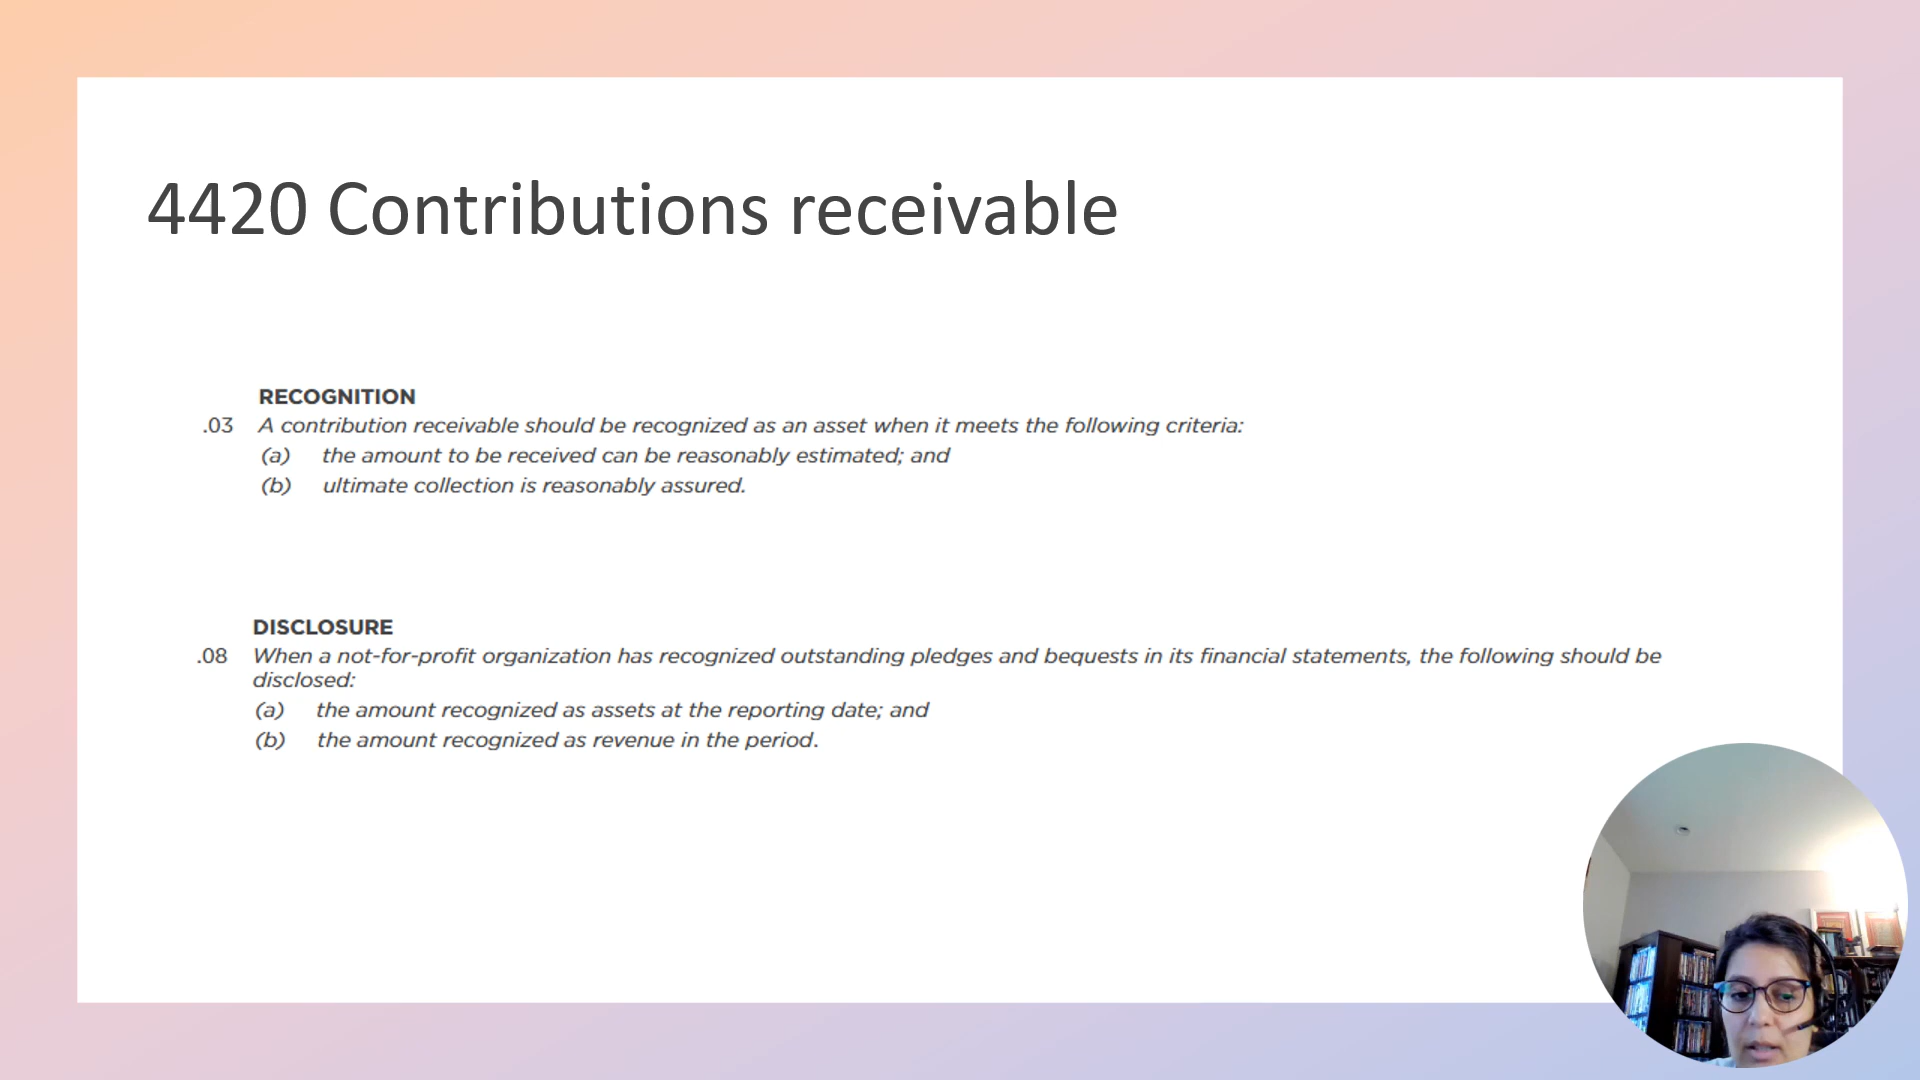 4420 Contributions receivable
RECOGNITION
.03 A contribution receivable should be recognized as an asset when it meets the following criteria:
(a) the amount to be received can be reasonably estimated; and
(b) ultimate collection is reasonably assured.
DISCLOSURE
.08 When a not-for-profit organization has recognized outstanding pledges and bequests in its financial statements, the following should be
disclosed:
(a) the amount recognized as assets at the reporting date; and
(b) the amount recognized as revenue in the period.